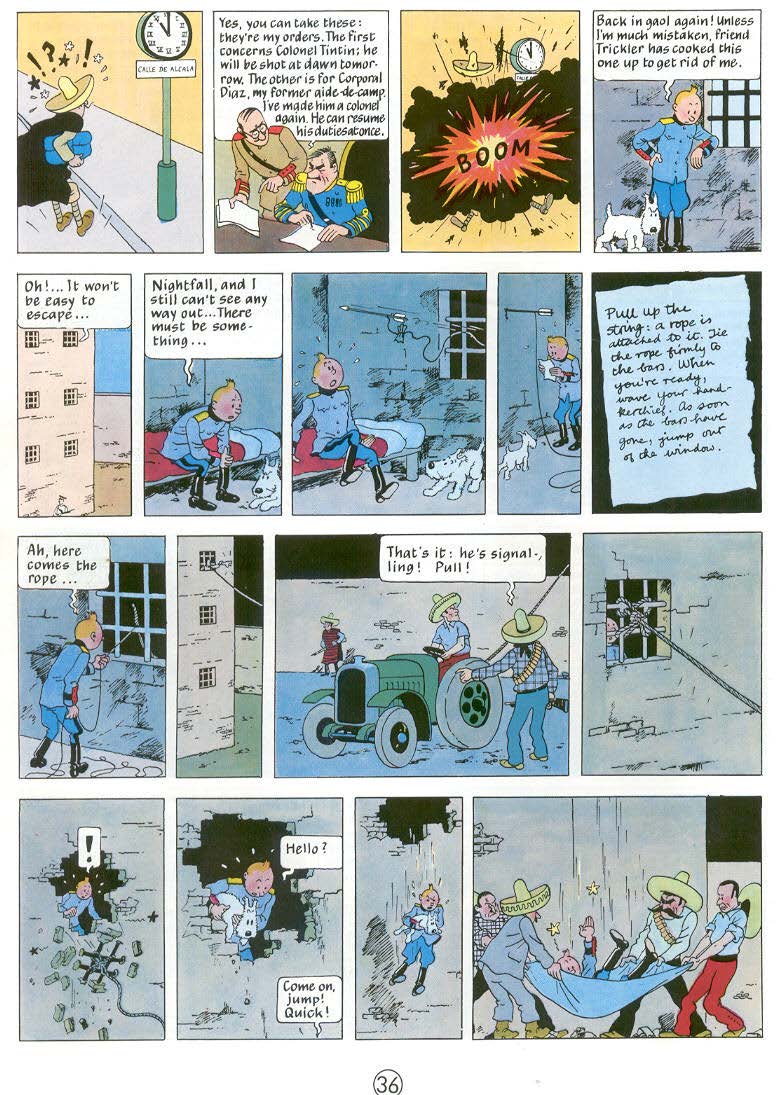 ? ! ?
CALLE DE ALCALA
Yes, you can take these:
they're my orders. The first
concerns Colonel Tintin; he
will be shot at dawn tomor-
row. The other is for Corporal
Diaz, my former aide-de-camp.
I've made him a colonel
again. He can resume
his duties at once.
BOOM
Back in gaol again! Unless
I'm much mistaken, friend
Trickler has cooked this
one up to get rid of me.
Oh!... It won't
be easy to
escape...
Nightfall, and I
still can't see any
way out... There
must be some-
thing...
Pull up the
string: a rope is
attached to it. Tie
the rope firmly to
the bars. When
you're ready,
wave your hand-
kerchief. As soon
as the bars have
gone, jump out
of the window.
Ah, here
comes the
rope...
That's it: he's signal-
ling! Pull!
!
Hello?
Come on,
jump!
Quick!
36